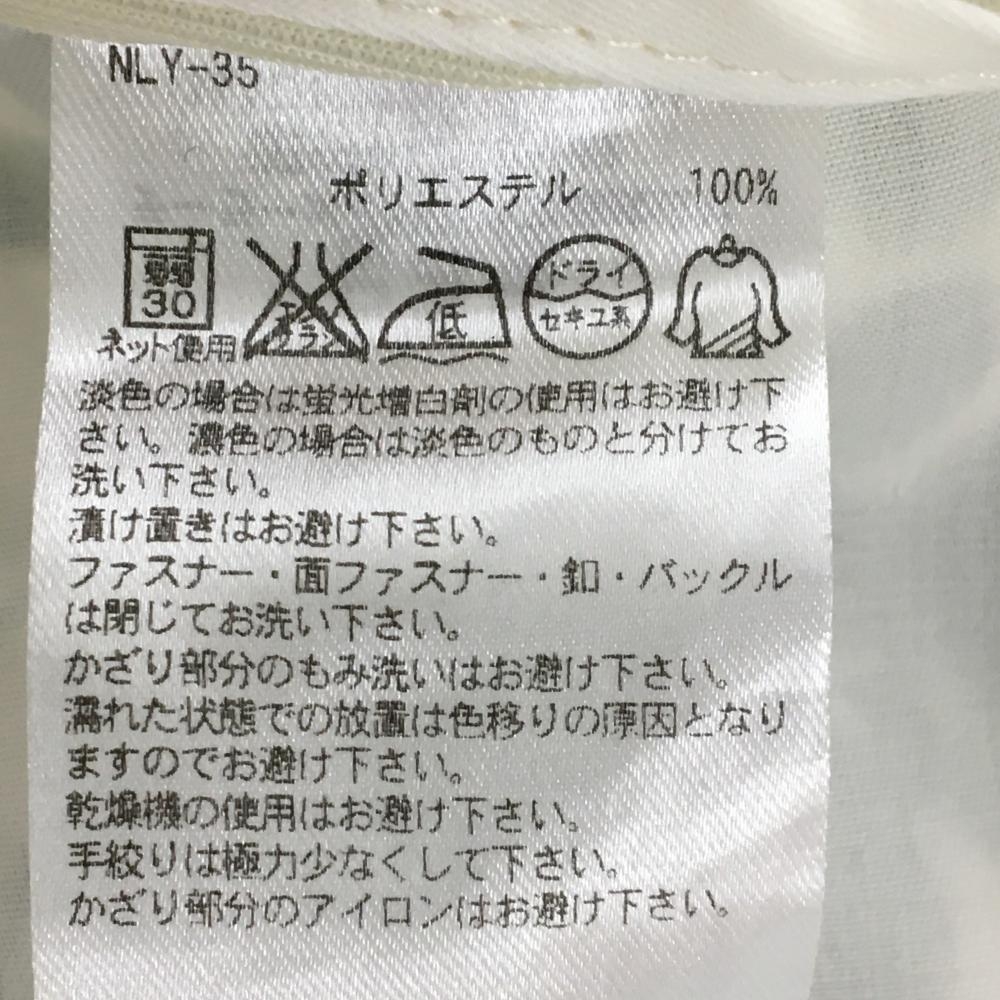 NLY-35
ポリエステル 100%
弱 30
エンソ サラシ
低
ドライ
セキユ系
ネット使用
淡色の場合は蛍光増白剤の使用はお避け下
さい。濃色の場合は淡色のものと分けてお
洗い下さい。
漬け置きはお避け下さい。
ファスナー・面ファスナー・釦・バックル
は閉じてお洗い下さい。
かざり部分のもみ洗いはお避け下さい。
濡れた状態での放置は色移りの原因となり
ますのでお避け下さい。
乾燥機の使用はお避け下さい。
手絞りは極力少なくして下さい。
かざり部分のアイロンはお避け下さい。